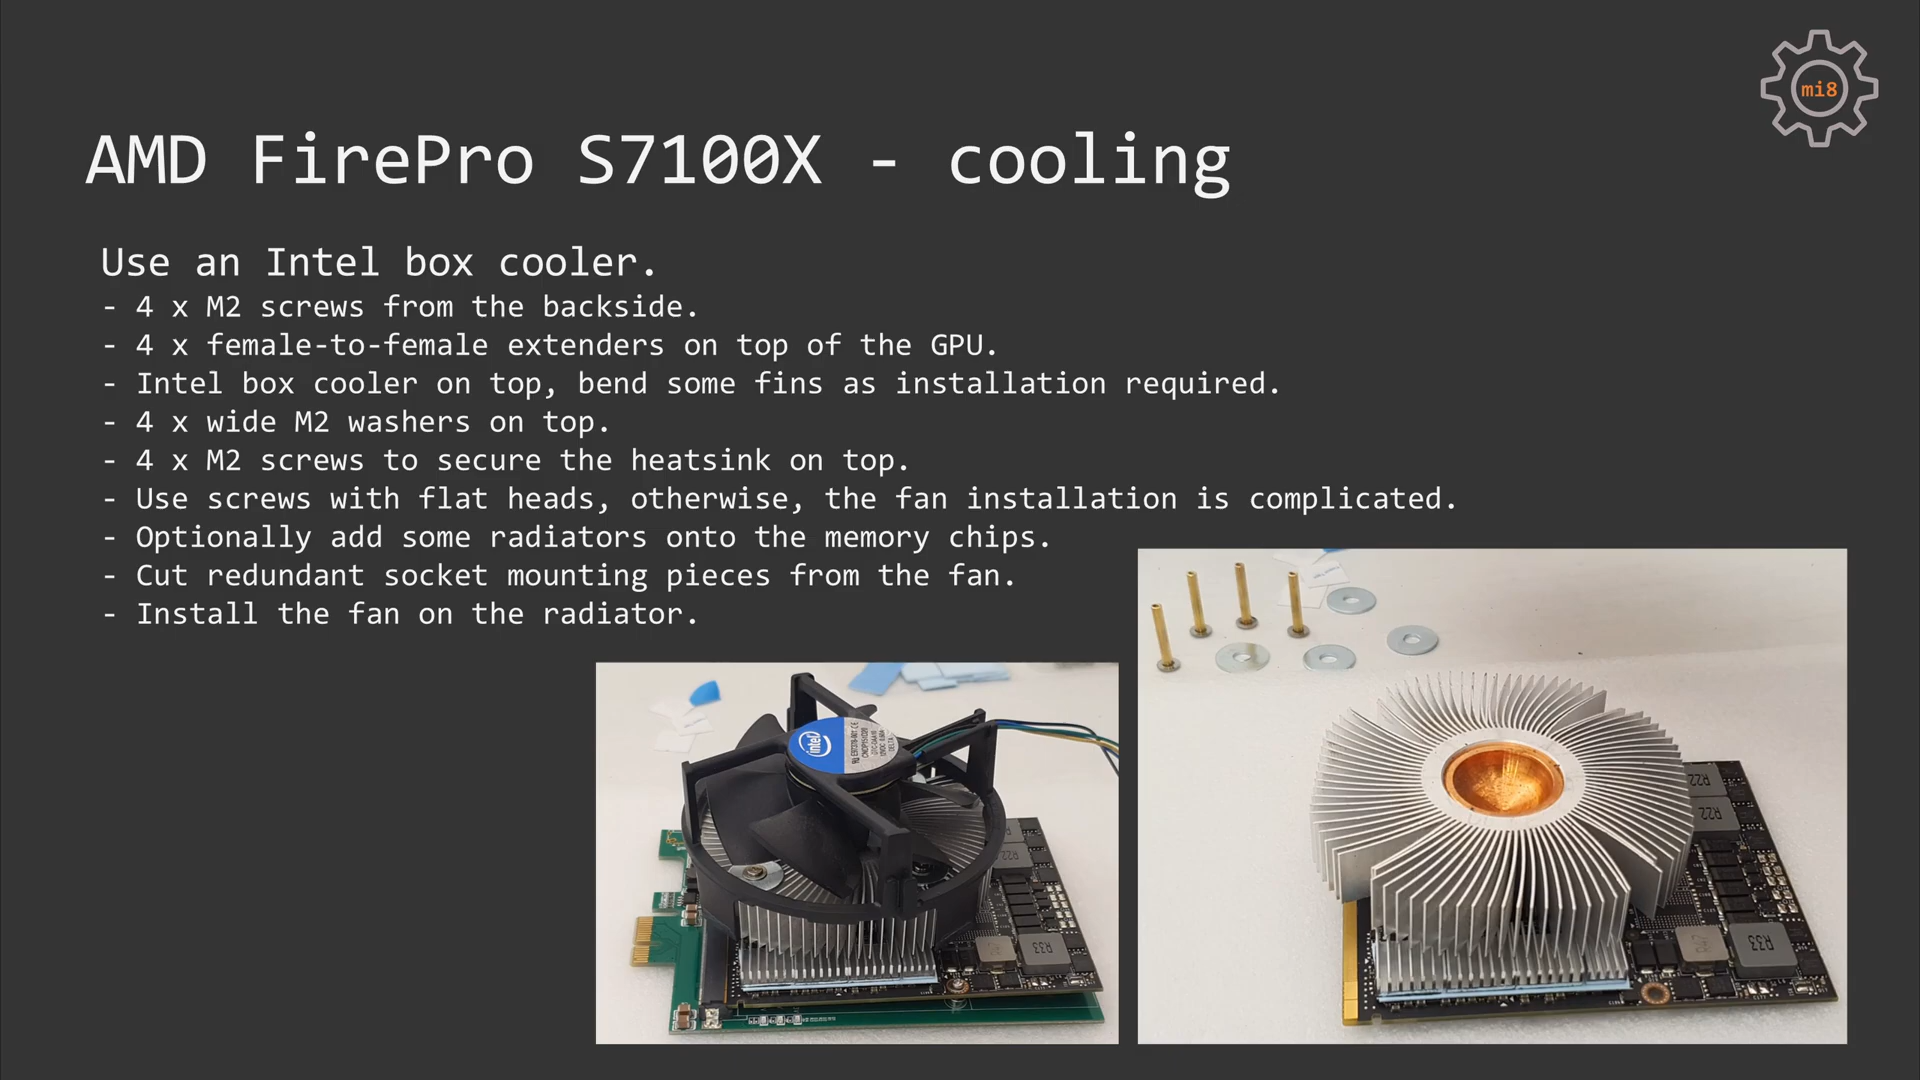 mi8
AMD FirePro S7100X - cooling
Use an Intel box cooler.
- 4 x M2 screws from the backside.
- 4 x female-to-female extenders on top of the GPU.
- Intel box cooler on top, bend some fins as installation required.
- 4 x wide M2 washers on top.
- 4 x M2 screws to secure the heatsink on top.
- Use screws with flat heads, otherwise, the fan installation is complicated.
- Optionally add some radiators onto the memory chips.
- Cut redundant socket mounting pieces from the fan.
- Install the fan on the radiator.
intel
DELTA
R22
R22
R33
R22
R22
R47
R33